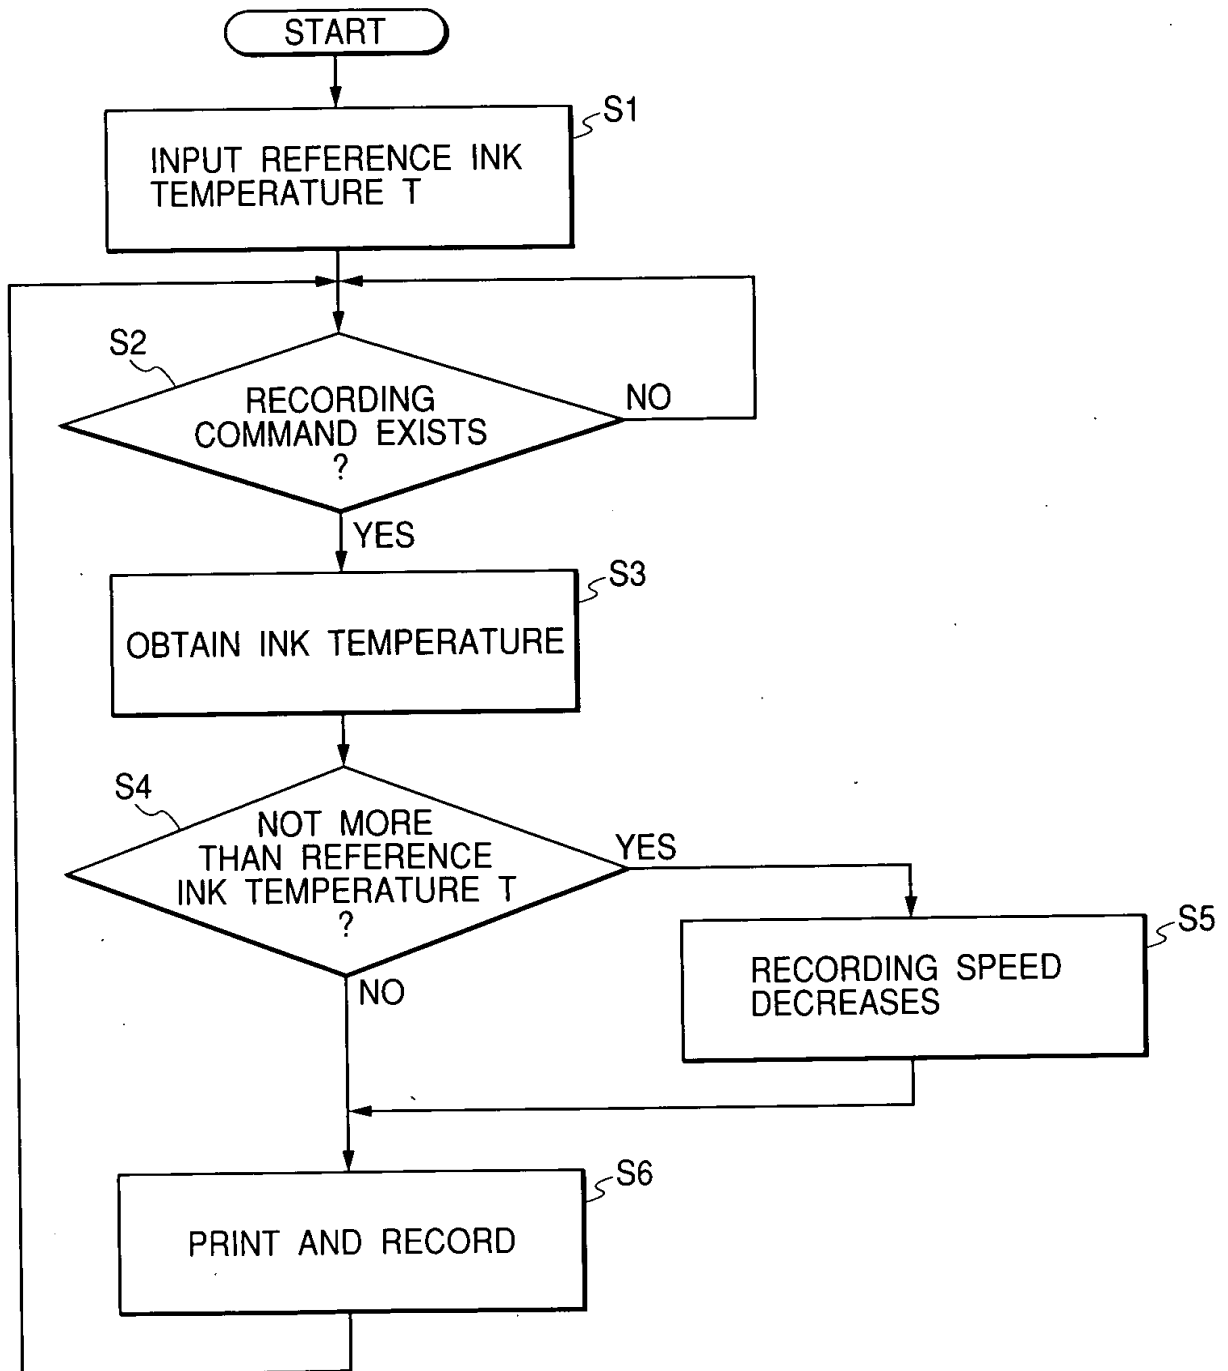 START
S1
INPUT REFERENCE INK
TEMPERATURE T
S2
RECORDING
COMMAND EXISTS
?
NO
YES
S3
OBTAIN INK TEMPERATURE
S4
NOT MORE
THAN REFERENCE
INK TEMPERATURE T
?
YES
NO
S5
RECORDING SPEED
DECREASES
S6
PRINT AND RECORD